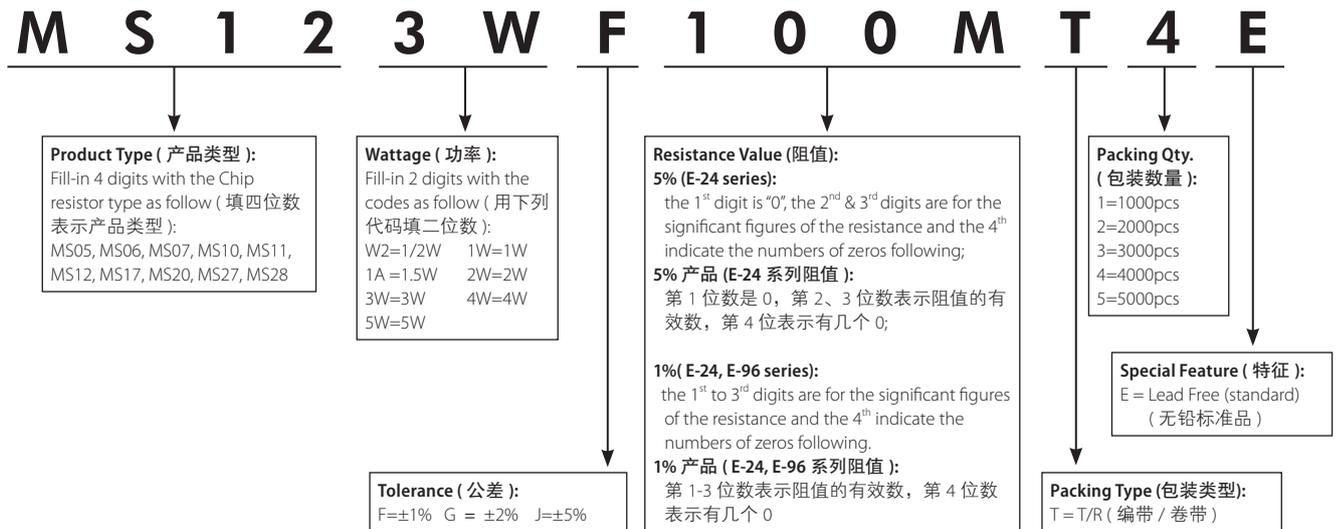 M S 1 2 3 W F 1 0 0 M T 4 E
Product Type ( 产品类型 ):
Fill-in 4 digits with the Chip
resistor type as follow ( 填四位数
表示产品类型 ):
MS05, MS06, MS07, MS10, MS11,
MS12, MS17, MS20, MS27, MS28
Wattage ( 功率 ):
Fill-in 2 digits with the
codes as follow ( 用下列
代码填二位数 ):
W2=1/2W 1W=1W
1A =1.5W 2W=2W
3W=3W 4W=4W
5W=5W
Resistance Value (阻值):
5% (E-24 series):
the 1st digit is “0”, the 2nd & 3rd digits are for the
significant figures of the resistance and the 4th
indicate the numbers of zeros following;
5% 产品 (E-24 系列阻值 ):
第 1 位数是 0，第 2、3 位数表示阻值的有
效数，第 4 位表示有几个 0;
1%( E-24, E-96 series):
the 1st to 3rd digits are for the significant figures
of the resistance and the 4th indicate the
numbers of zeros following.
1% 产品 ( E-24, E-96 系列阻值 ):
第 1-3 位数表示阻值的有效数，第 4 位数
表示有几个 0
Packing Qty.
( 包装数量 ):
1=1000pcs
2=2000pcs
3=3000pcs
4=4000pcs
5=5000pcs
Special Feature ( 特征 ):
E = Lead Free (standard)
( 无铅标准品 )
Tolerance ( 公差 ):
F=±1% G = ±2% J=±5%
Packing Type (包装类型):
T = T/R ( 编带 / 卷带 )